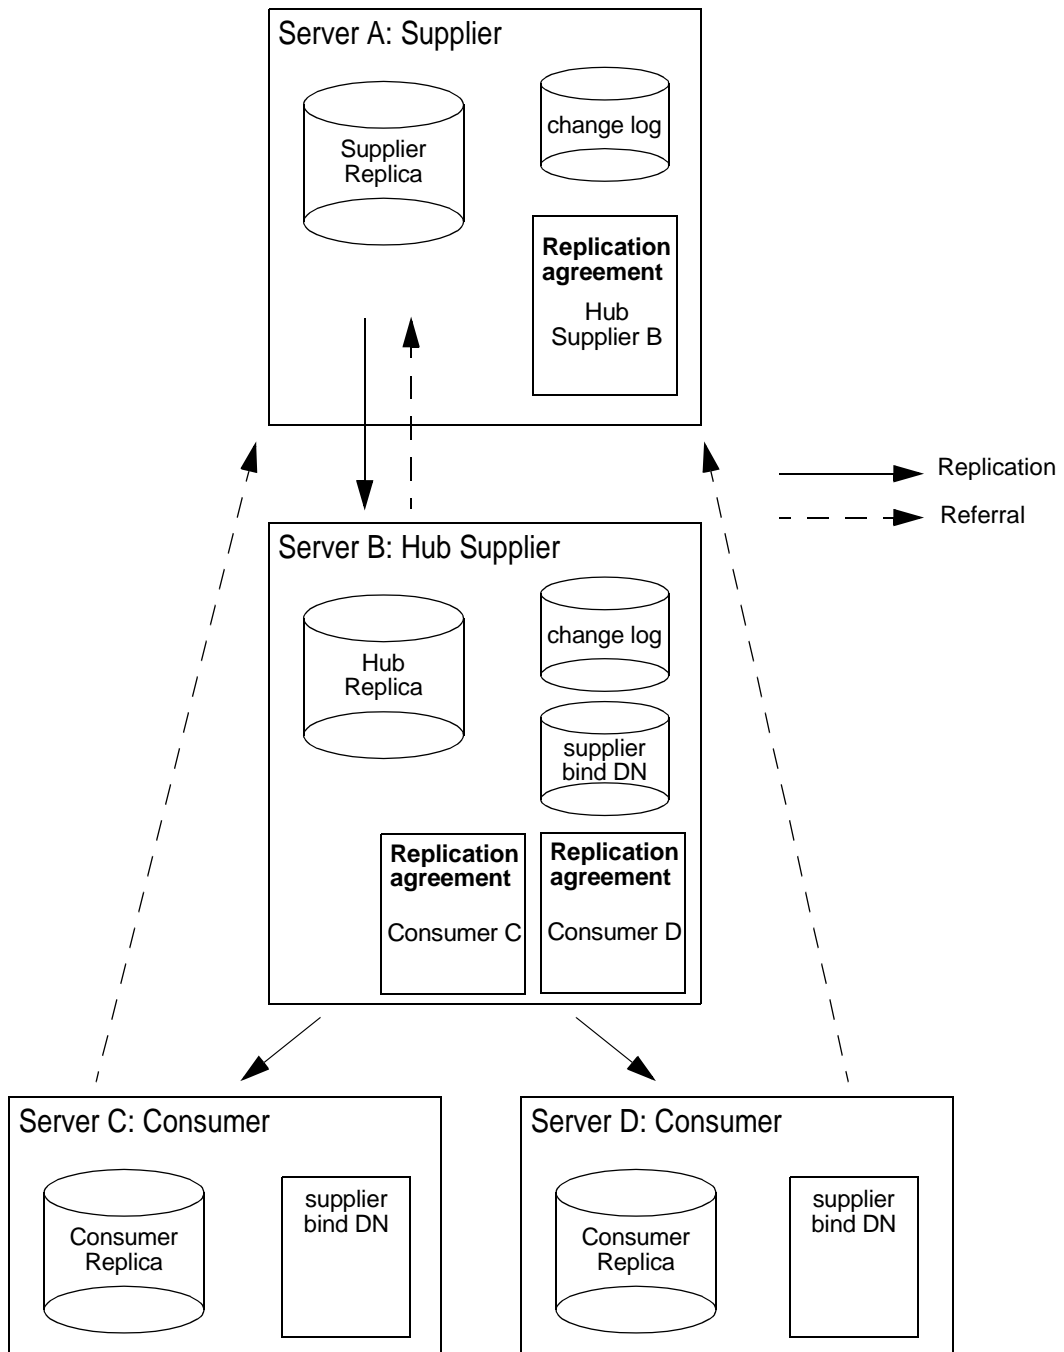 Server A: Supplier
change log
Supplier
Replica
Replication
agreement
Hub
Supplier B
Replication
Referral
Server B: Hub Supplier
change log
Hub
Replica
supplier
bind DN
Replication
agreement
Consumer C
Replication
agreement
Consumer D
Server C: Consumer
Consumer
Replica
supplier
bind DN
Server D: Consumer
Consumer
Replica
supplier
bind DN